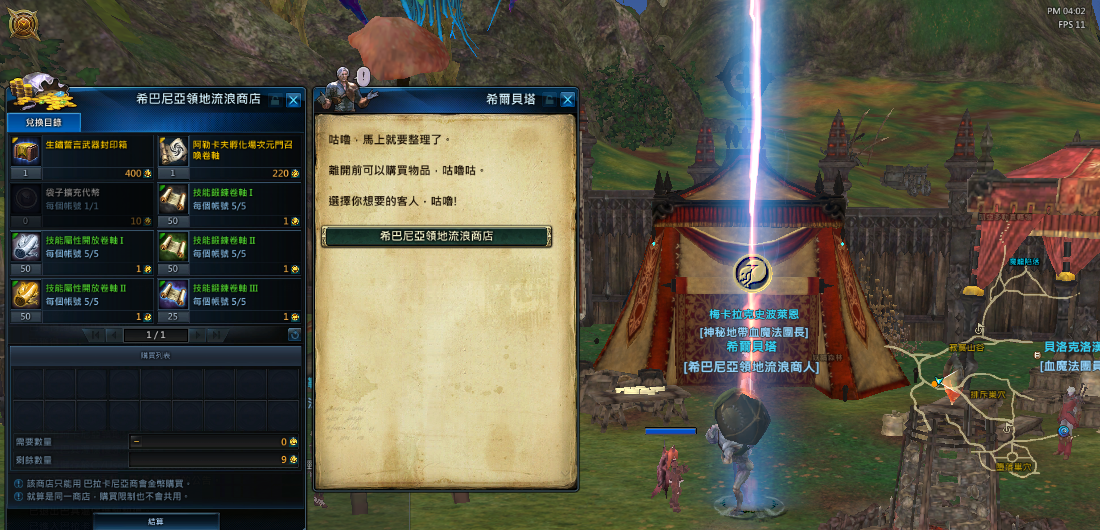 PM 04:02
FPS 11
希巴尼亞領地流浪商店
兌換目錄
生鏽誓言武器封印箱
1
400
阿勒卡夫孵化場次元門召
喚卷軸
1
220
袋子擴充代幣
每個帳號 1/1
0
10
技能鍛鍊卷軸 I
每個帳號 5/5
50
1
技能屬性開放卷軸 I
每個帳號 5/5
50
1
技能鍛鍊卷軸 II
每個帳號 5/5
50
1
技能屬性開放卷軸 II
每個帳號 5/5
50
1
技能鍛鍊卷軸 III
每個帳號 5/5
25
1
1/1
購買列表
需要數量
0
剩餘數量
9
該商店只能用 巴拉卡尼亞商會金幣購買。
就算是同一商店，購買限制也不會共用。
結算
希爾貝塔
咕嚕、馬上就要整理了。
離開前可以購買物品，咕嚕咕。
選擇你想要的客人，咕嚕!
希巴尼亞領地流浪商店
梅卡拉克史波萊恩
[神秘地帶血魔法團長]
希爾貝塔
[希巴尼亞領地流浪商人]
貝洛克洛漢
[血魔法團員